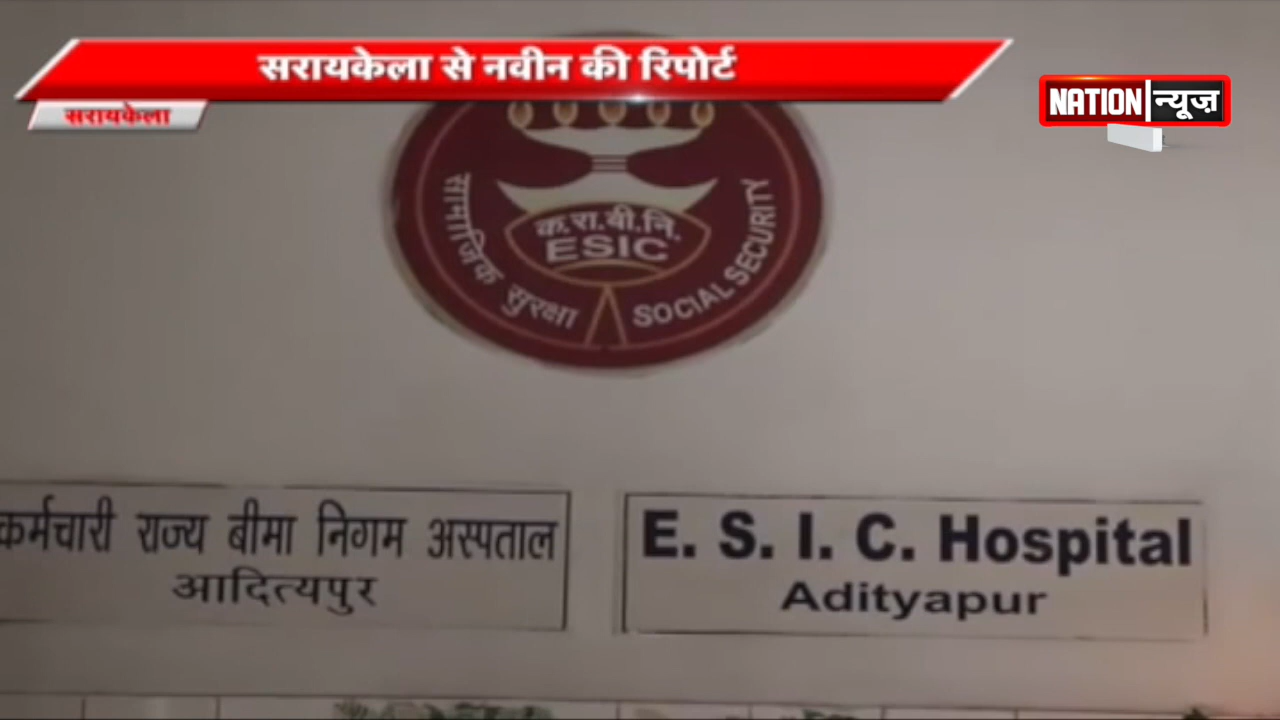 सरायकेला से नवीन की रिपोर्ट
सरायकेला
NATION न्यूज़
क.रा.बी.नि.
ESIC
सामाजिक सुरक्षा
SOCIAL SECURITY
कर्मचारी राज्य बीमा निगम अस्पताल
आदित्यपुर
E. S. I. C. Hospital
Adityapur